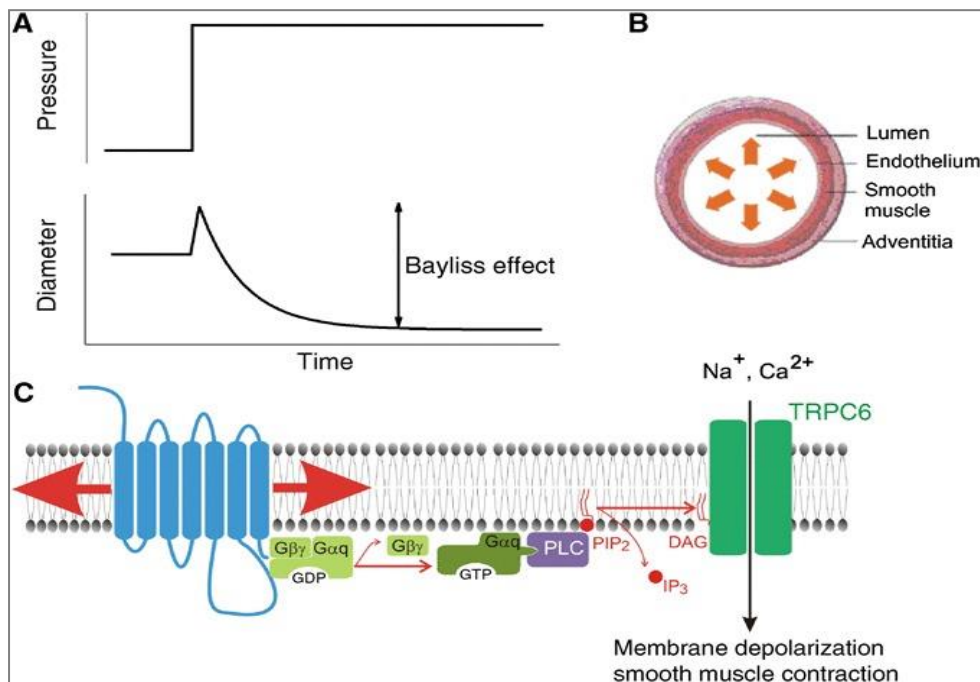 A
Pressure
Diameter
Bayliss effect
Time
B
Lumen
Endothelium
Smooth
muscle
Adventitia
C
Na⁺, Ca²⁺
TRPC6
Gβγ Gαq
GDP
Gβγ
Gαq
GTP
PLC
PIP₂
DAG
IP₃
Membrane depolarization
smooth muscle contraction